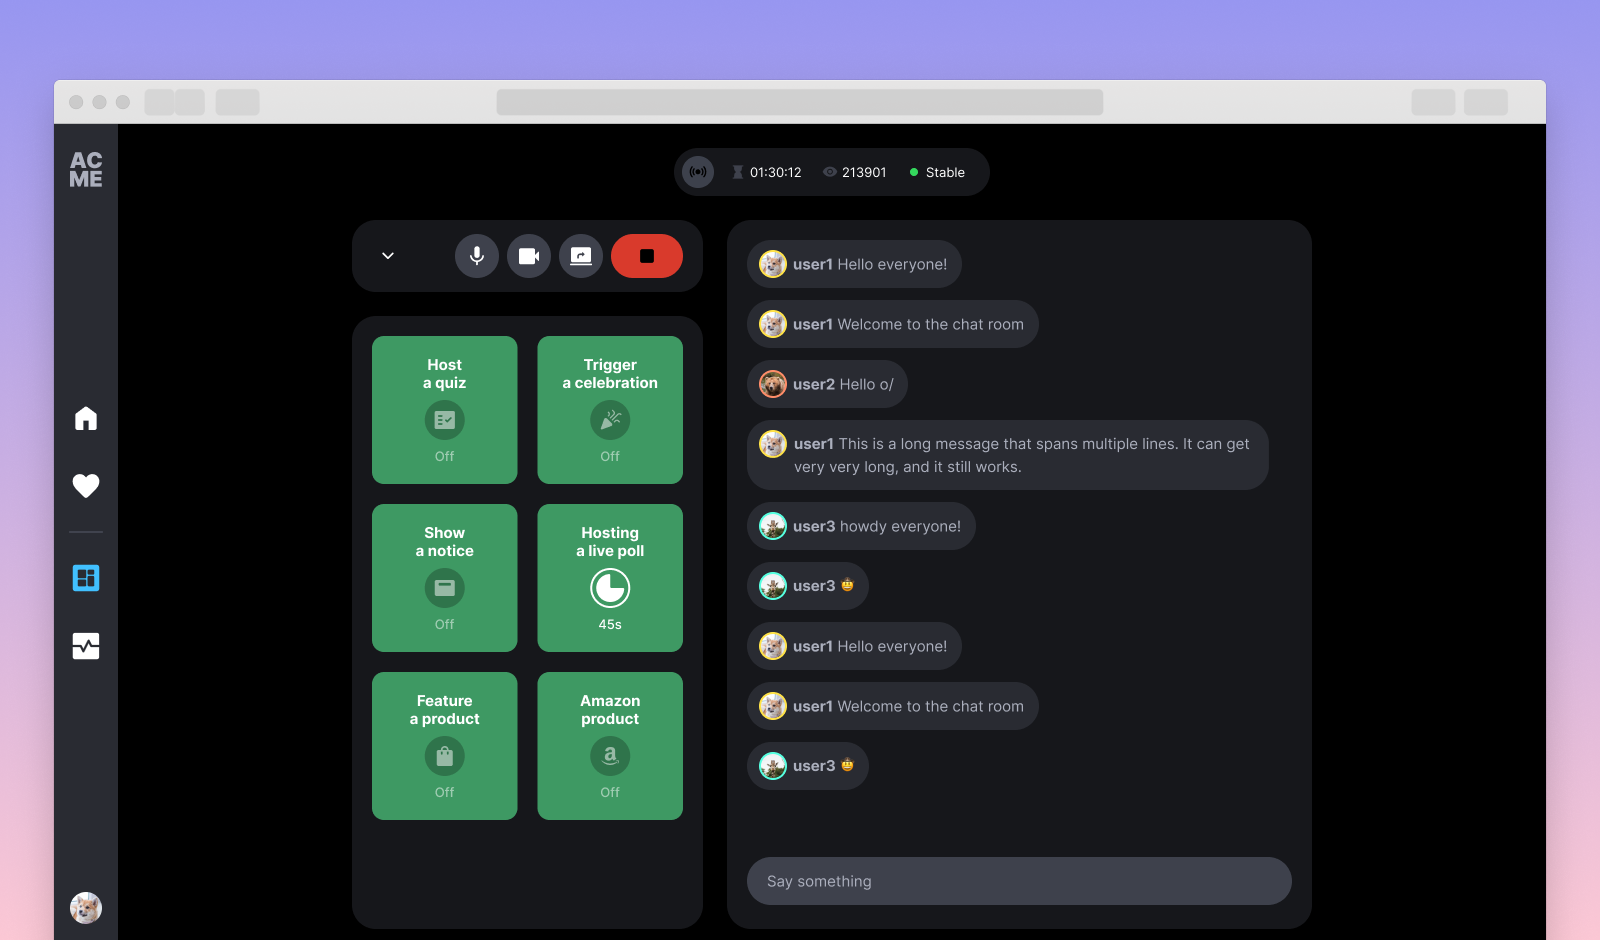 AC
ME
01:30:12 213901 Stable
Host
a quiz
Off
Trigger
a celebration
Off
Show
a notice
Off
Hosting
a live poll
45s
Feature
a product
Off
Amazon
product
a
Off
user1 Hello everyone!
user1 Welcome to the chat room
user2 Hello o/
user1 This is a long message that spans multiple lines. It can get
very very long, and it still works.
user3 howdy everyone!
user3 🤠
user1 Hello everyone!
user1 Welcome to the chat room
user3 🤠
Say something